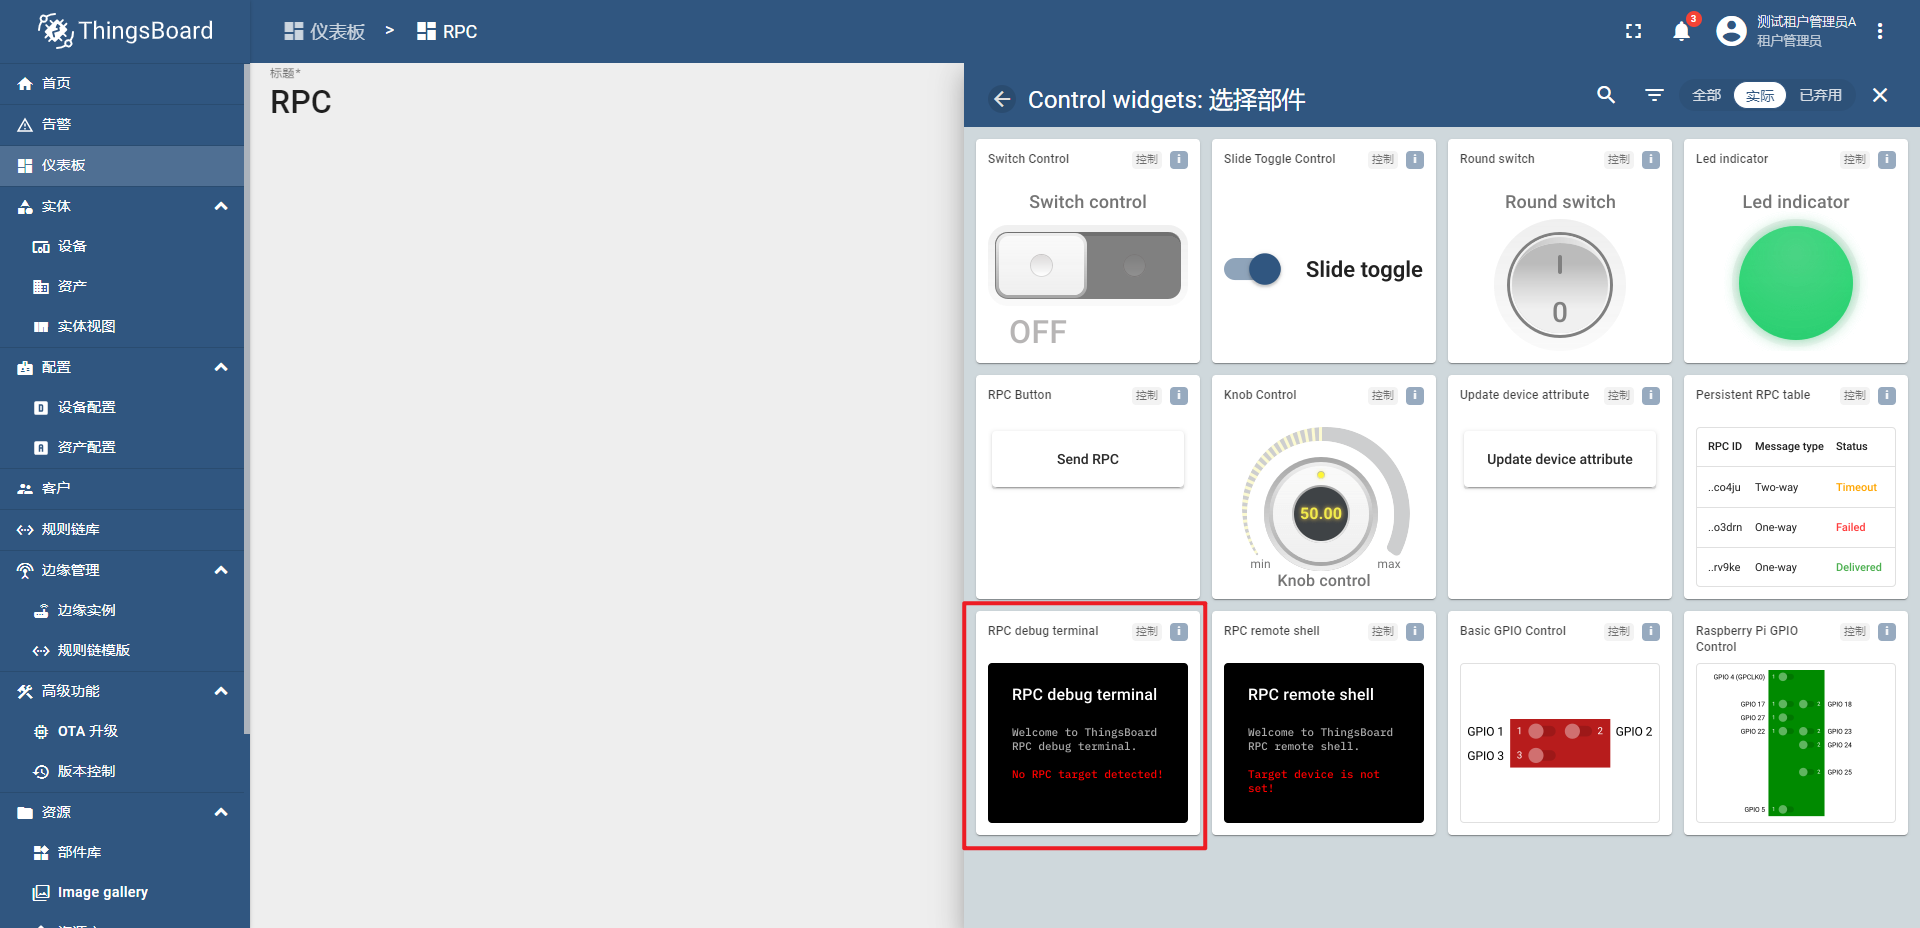 ThingsBoard
仪表板 > RPC
3
测试租户管理员A
租户管理员
首页
告警
仪表板
实体
设备
资产
实体视图
配置
设备配置
资产配置
客户
规则链库
边缘管理
边缘实例
规则链模版
高级功能
OTA 升级
版本控制
资源
部件库
Image gallery
标题*
RPC
Control widgets: 选择部件
全部 实际 已弃用
Switch Control 控制 i
Switch control
OFF
Slide Toggle Control 控制 i
Slide toggle
Round switch 控制 i
Round switch
0
Led indicator 控制 i
Led indicator
RPC Button 控制 i
Send RPC
Knob Control 控制 i
50.00
min max
Knob control
Update device attribute 控制 i
Update device attribute
Persistent RPC table 控制 i
RPC ID Message type Status
..co4ju Two-way Timeout
..o3drn One-way Failed
..rv9ke One-way Delivered
RPC debug terminal 控制 i
RPC debug terminal
Welcome to ThingsBoard
RPC debug terminal.
No RPC target detected!
RPC remote shell 控制 i
RPC remote shell
Welcome to ThingsBoard
RPC remote shell.
Target device is not
set!
Basic GPIO Control 控制 i
GPIO 1 1 2 GPIO 2
GPIO 3 3
Raspberry Pi GPIO 控制 i
Control
GPIO 4 (GPCLK0) 1
GPIO 17 1 2 GPIO 18
GPIO 27 1
GPIO 22 1 2 GPIO 23
2 GPIO 24
2 GPIO 25
GPIO 5 1